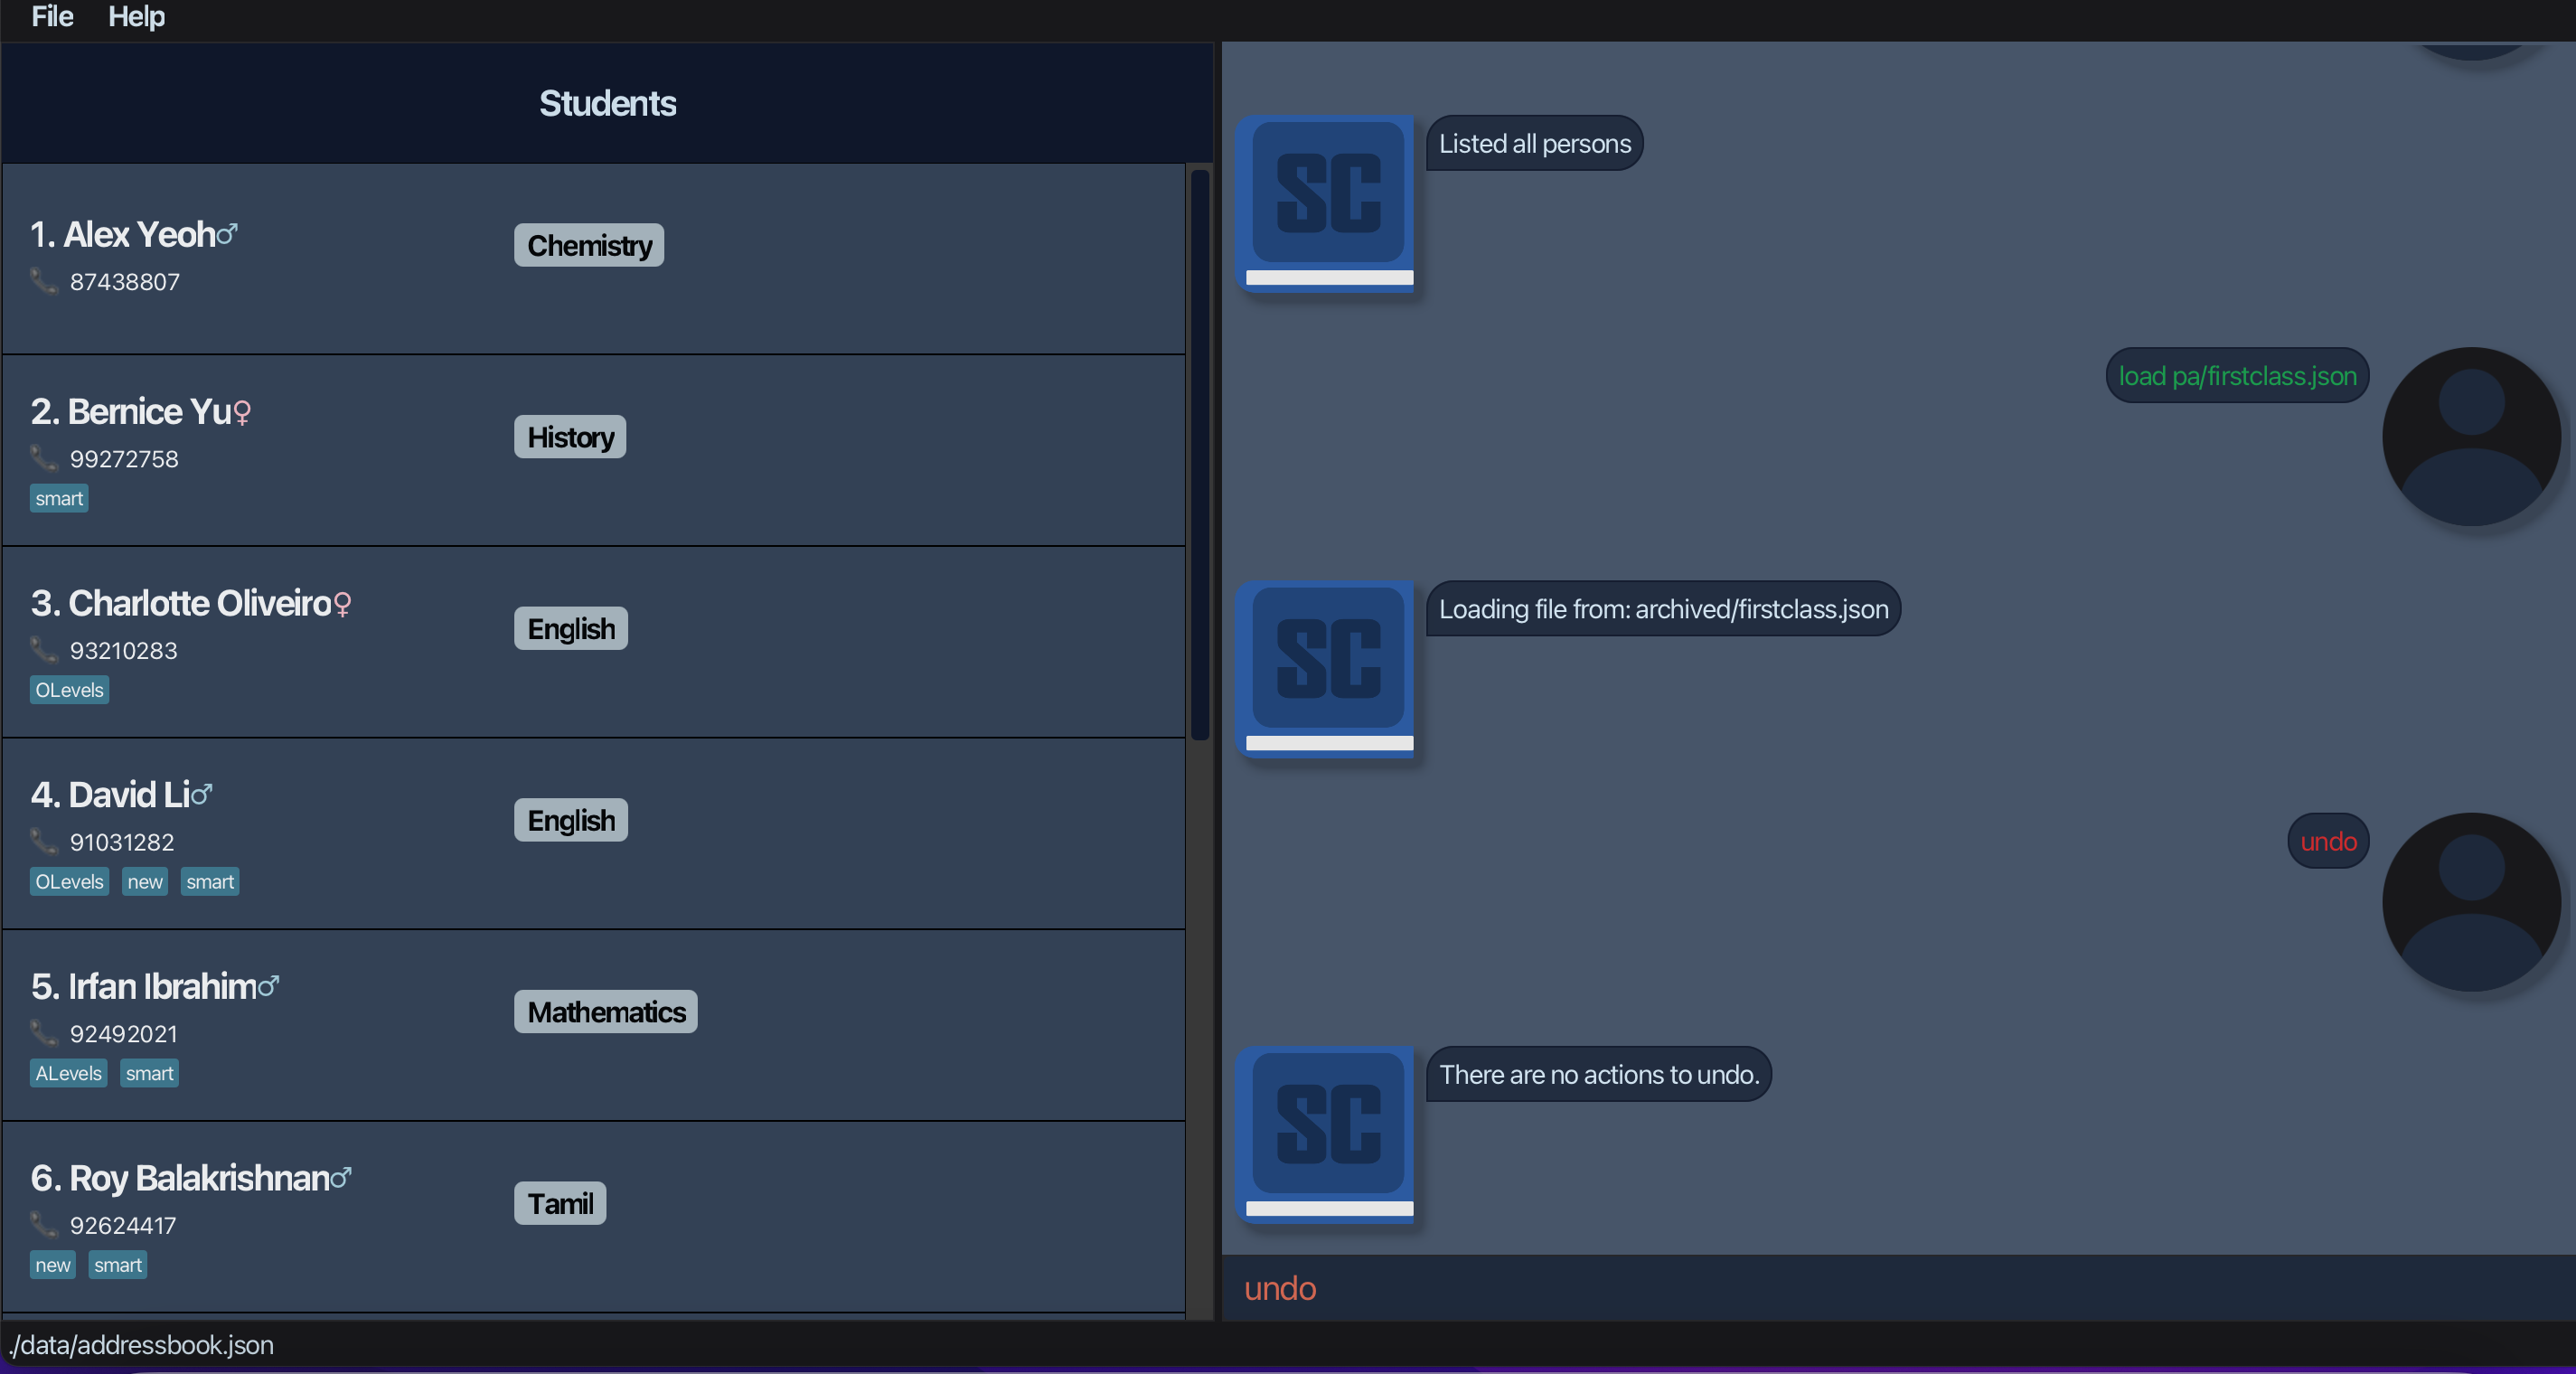 File Help
Students
1. Alex Yeoh♂
87438807
Chemistry
2. Bernice Yu♀
99272758
smart
History
3. Charlotte Oliveiro♀
93210283
OLevels
English
4. David Li♂
91031282
OLevels new smart
English
5. Irfan Ibrahim♂
92492021
ALevels smart
Mathematics
6. Roy Balakrishnan♂
92624417
new smart
Tamil
SC
Listed all persons
load pa/firstclass.json
SC
Loading file from: archived/firstclass.json
undo
SC
There are no actions to undo.
undo
./data/addressbook.json